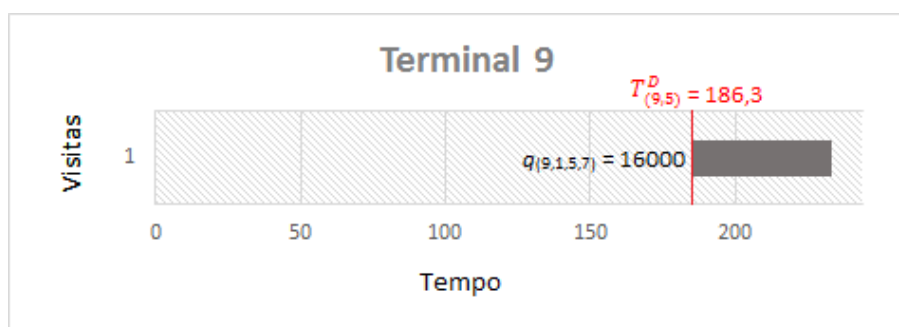 Terminal 9
T^D_(9,5) = 186,3
Visitas
1
q(9,1,5,7) = 16000
0 50 100 150 200
Tempo